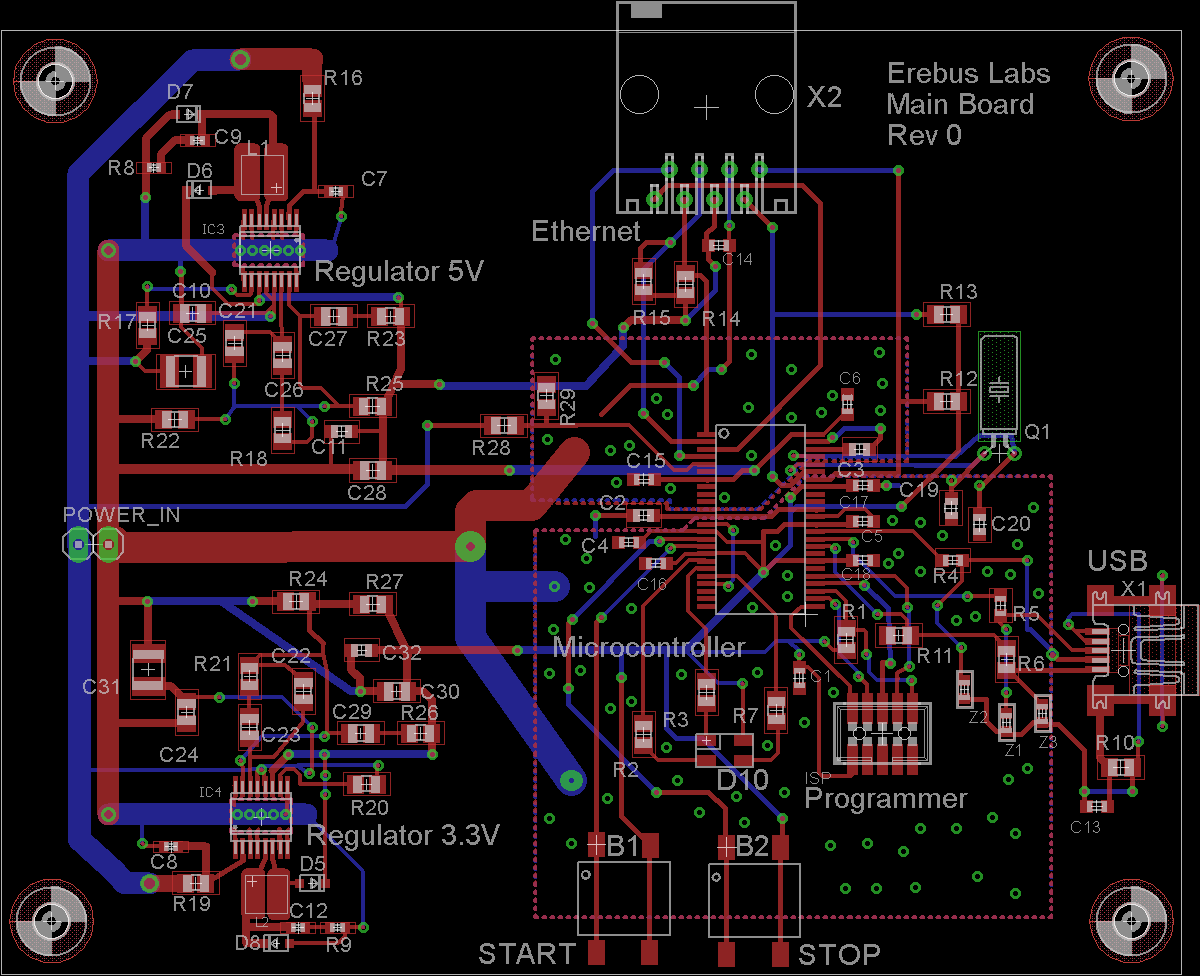 Erebus Labs
Main Board
Rev 0
X2
R16
D7
C9
L1
R8
D6
C7
IC3
Ethernet
C14
Regulator 5V
C10
C21
R17
C25
C27
R23
R15
R14
R13
C26
R25
R29
C6
R12
Q1
R22
R18
C11
R28
C28
C15
C3
C19
C2
C17
C20
POWER_IN
C4
C5
C16
C18
R4
USB
X1
R24
R27
R1
R5
Microcontroller
R11
R6
R21
C22
C32
C1
C31
C30
R3
R7
Z2
Z1
Z3
C29
R26
C23
C24
R2
D10
ISP
Programmer
R10
IC4
R20
C13
Regulator 3.3V
B1
B2
C8
D5
R19
L2
C12
D8
R9
START
STOP